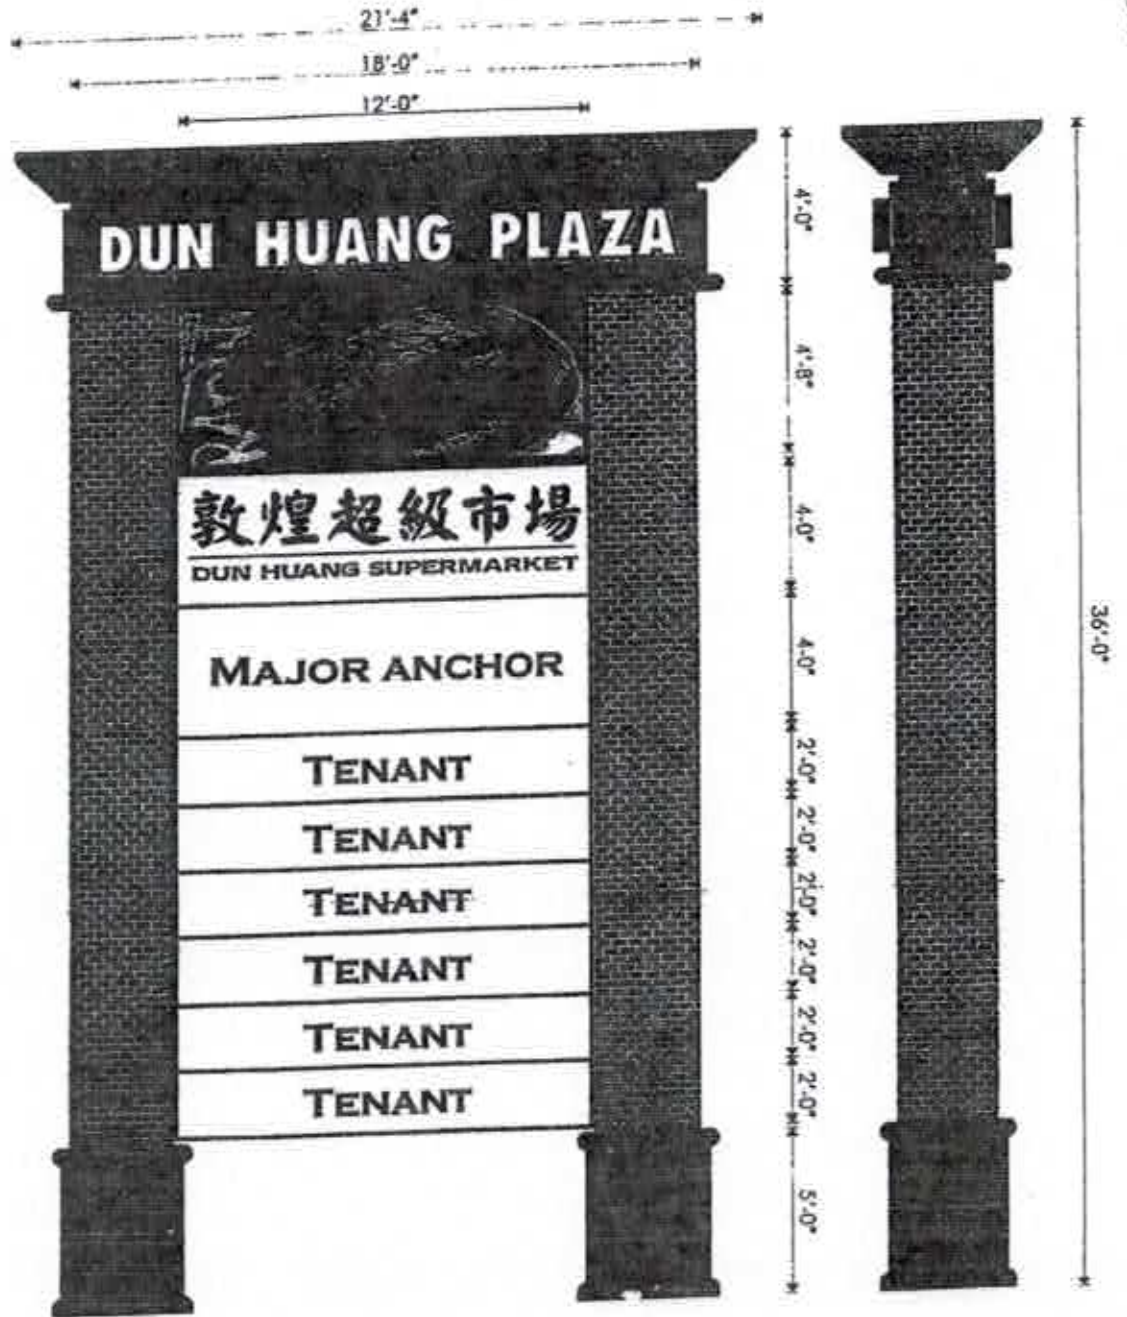 21'-4"
18'-0"
12'-0"
DUN HUANG PLAZA
敦煌超級市場
DUN HUANG SUPERMARKET
MAJOR ANCHOR
TENANT
TENANT
TENANT
TENANT
TENANT
TENANT
4'-0"
4'-8"
4-0"
4-0"
2'-0"
2'-0"
2'-0"
2'-0"
2'-0"
2'-0"
5'-0"
36'-0"